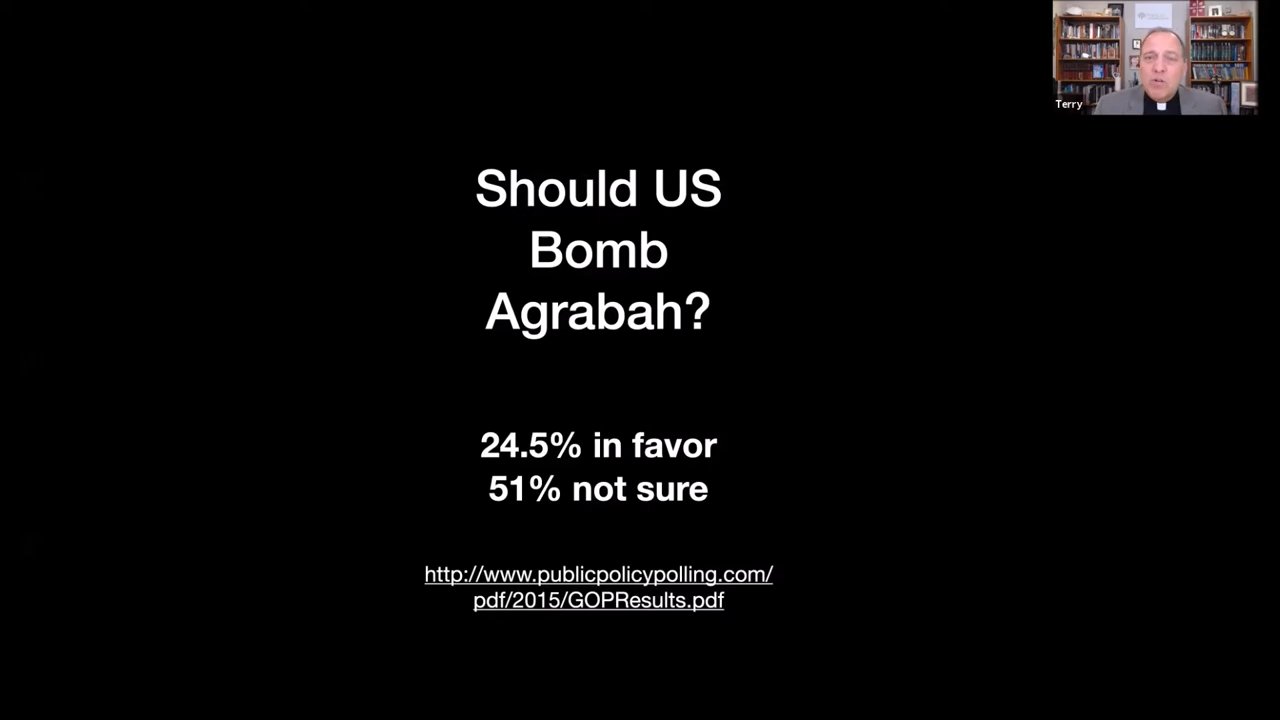 Should US
Bomb
Agrabah?
24.5% in favor
51% not sure
http://www.publicpolicypolling.com/
pdf/2015/GOPResults.pdf
Terry